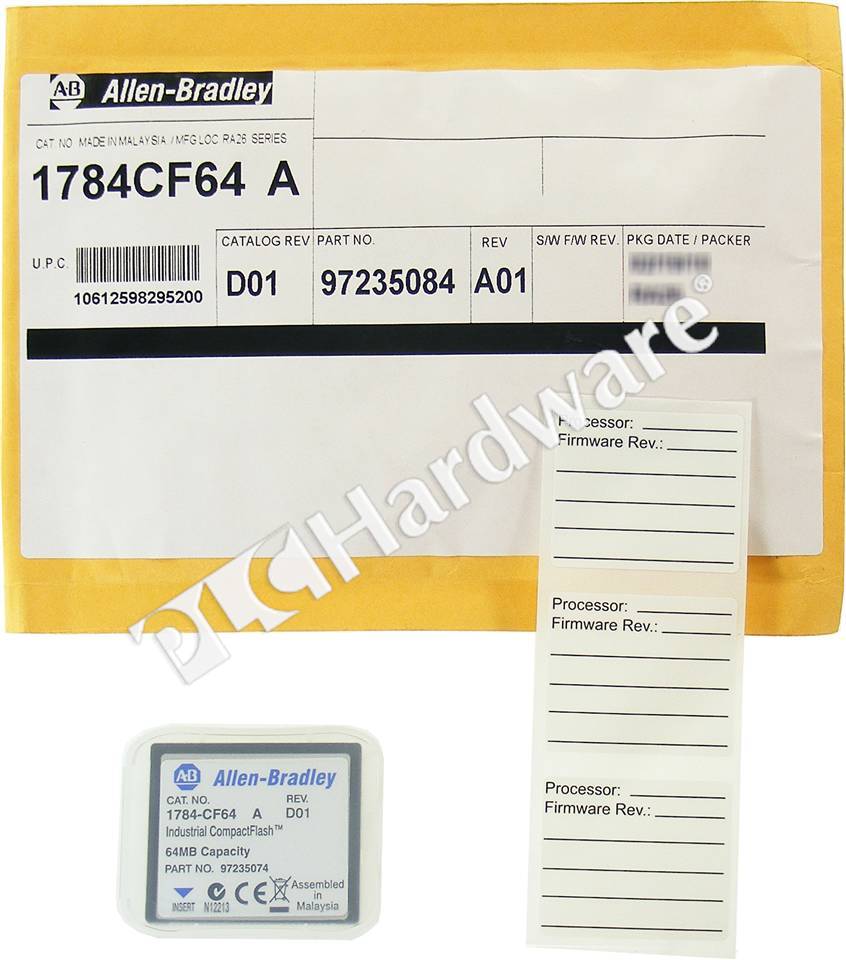 A-B Allen-Bradley
CAT. NO MADE IN MALAYSIA / MFG LOC RA26 SERIES
1784CF64 A
U.P.C.
10612598295200
CATALOG REV PART NO. REV S/W F/W REV. PKG DATE / PACKER
D01 97235084 A01
PLCHardware®
Processor:
Firmware Rev.:
Processor:
Firmware Rev.:
Processor:
Firmware Rev.:
A-B Allen-Bradley
CAT. NO. REV.
1784-CF64 A D01
Industrial CompactFlash™
64MB Capacity
PART NO. 97235074
INSERT N12213 CE Assembled in Malaysia